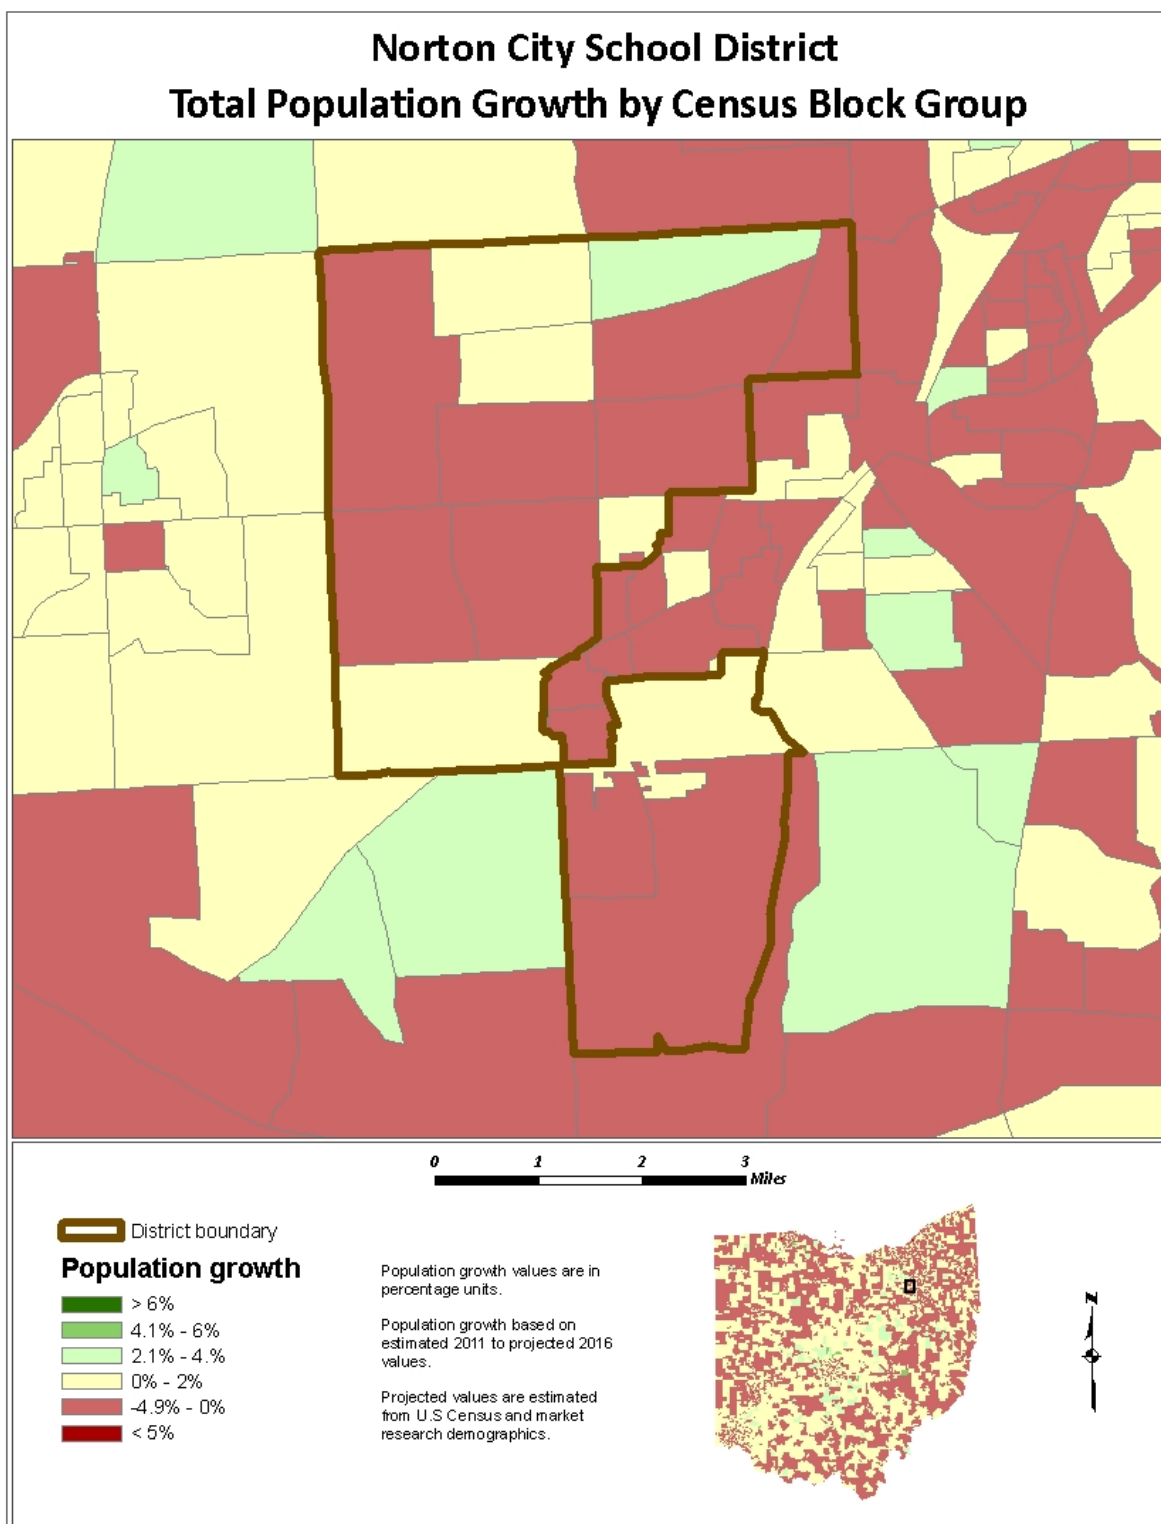 Norton City School District
Total Population Growth by Census Block Group
0 1 2 3
Miles
District boundary
Population growth
> 6%
4.1% - 6%
2.1% - 4.%
0% - 2%
-4.9% - 0%
< 5%
Population growth values are in
percentage units.
Population growth based on
estimated 2011 to projected 2016
values.
Projected values are estimated
from U.S Census and market
research demographics.
N